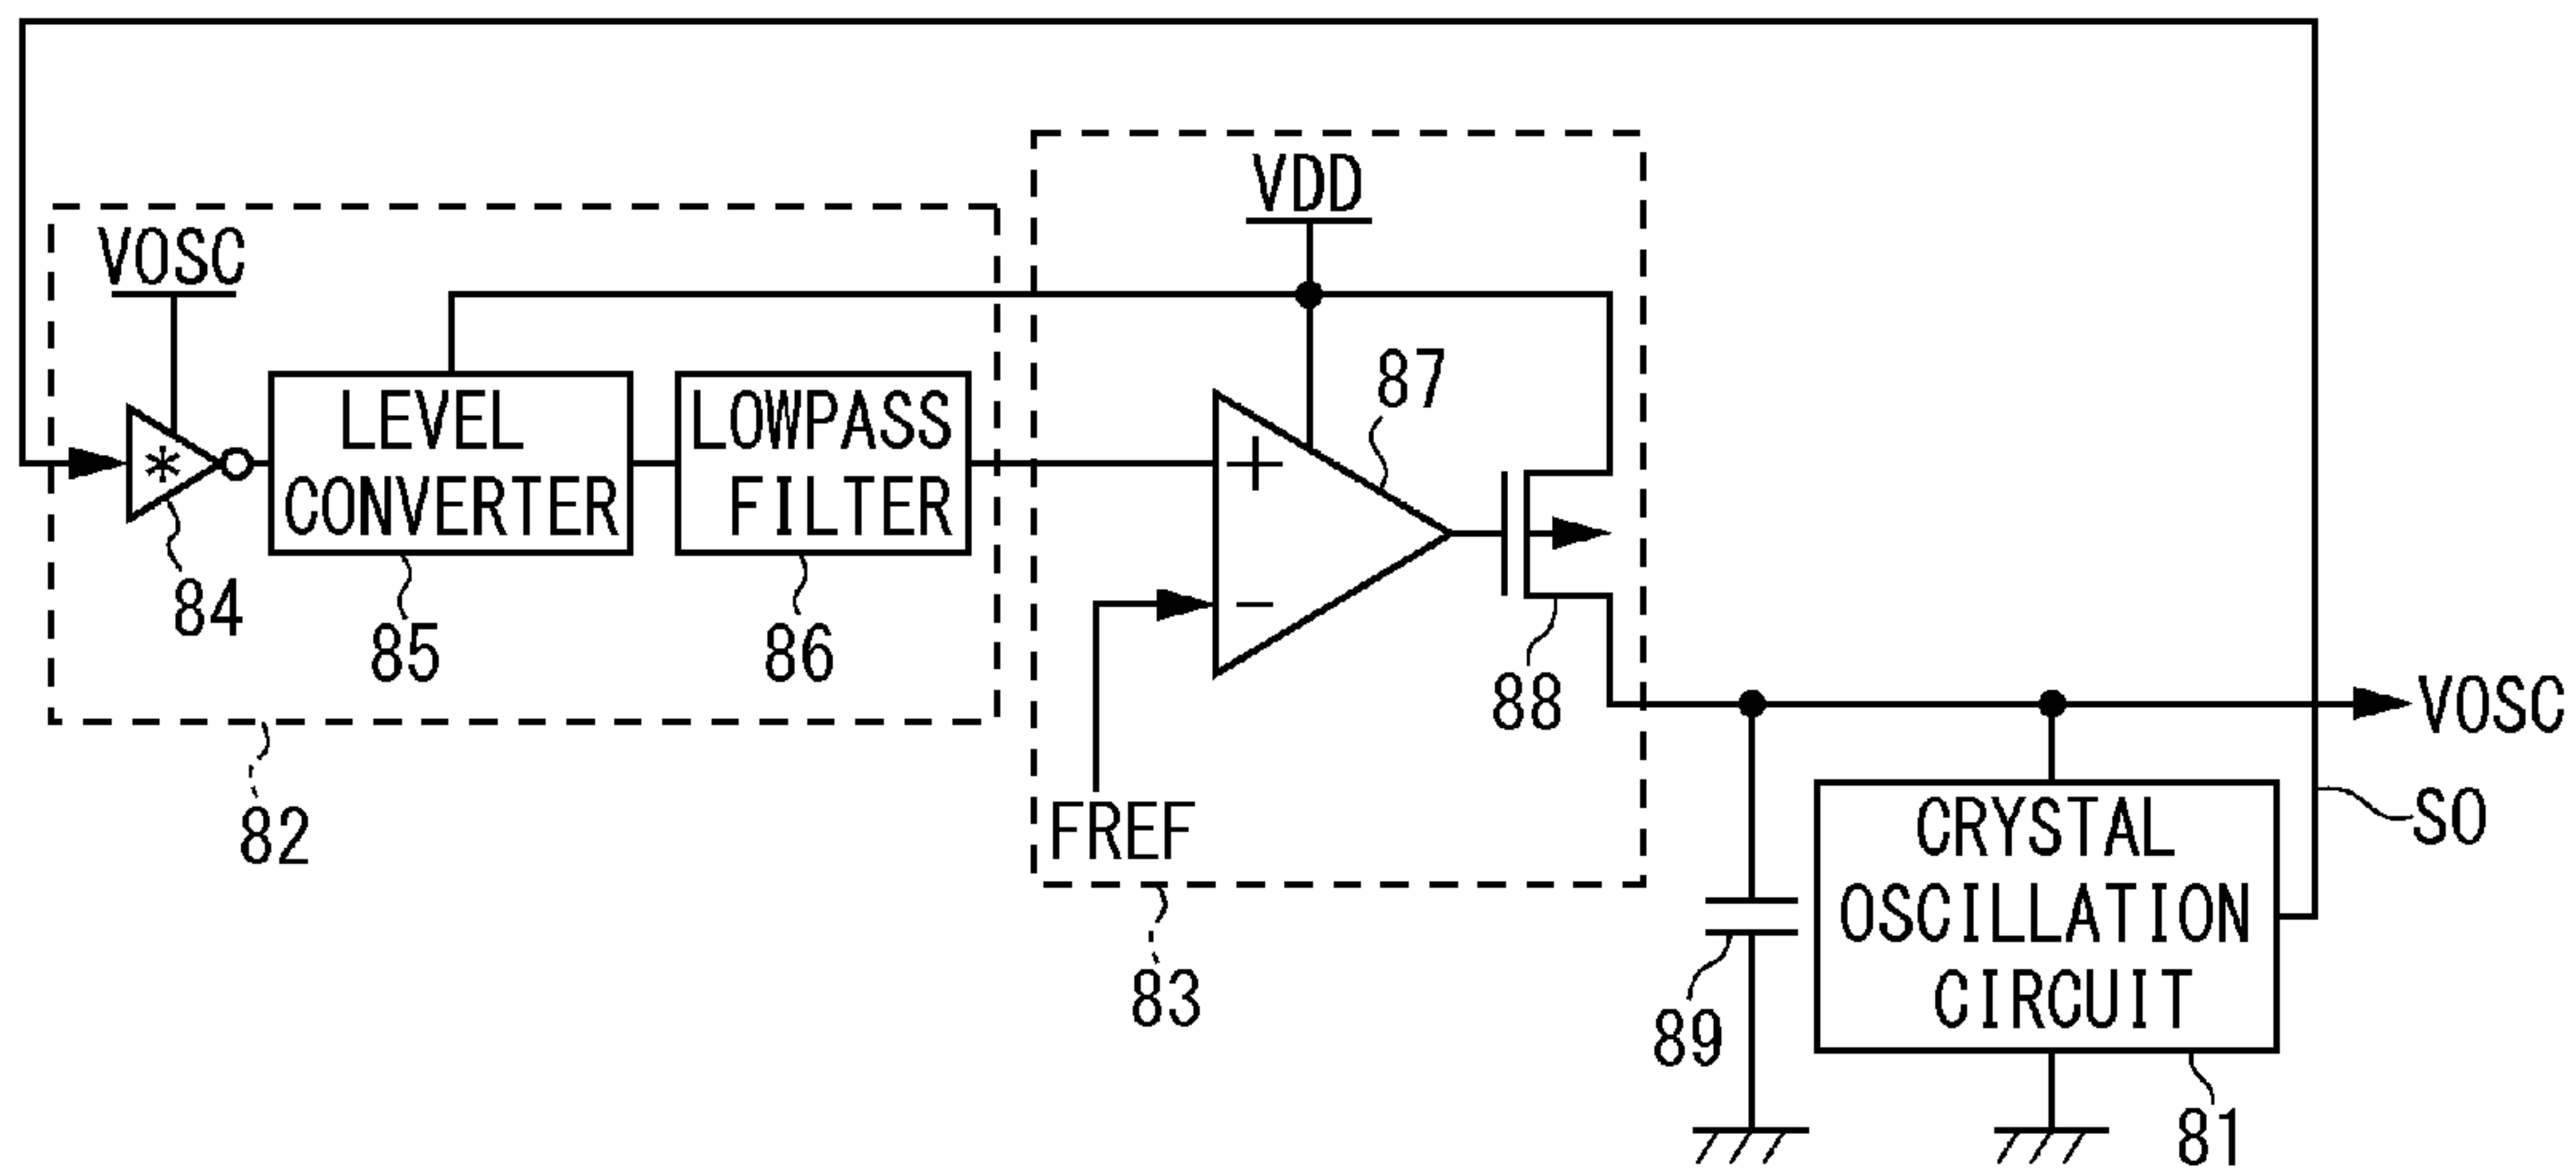 VDD
VOSC
LEVEL
CONVERTER
LOWPASS
FILTER
+
-
*
87
84
85
86
88
VOSC
82
FREF
83
89
CRYSTAL
OSCILLATION
CIRCUIT
SO
81